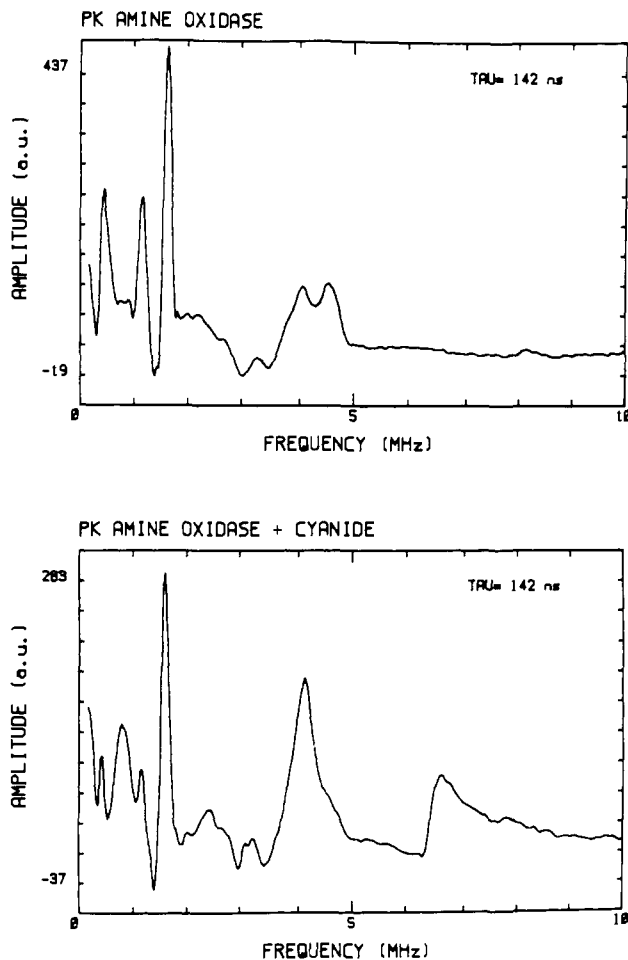 PK AMINE OXIDASE
437
TAU= 142 ns
AMPLITUDE (a.u.)
-19
0 5 10
FREQUENCY (MHz)
PK AMINE OXIDASE + CYANIDE
283
TAU= 142 ns
AMPLITUDE (a.u.)
-37
0 5 10
FREQUENCY (MHz)